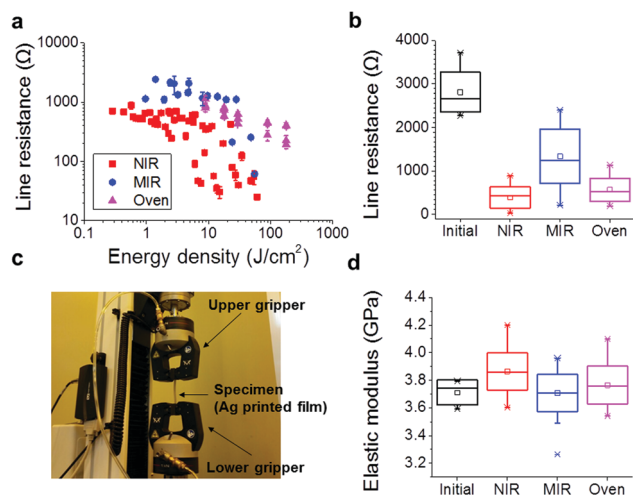 a
Line resistance (Ω)
10000
1000
100
10
NIR
MIR
Oven
0.1
1
10
100
1000
Energy density (J/cm²)
b
Line resistance (Ω)
4000
3000
2000
1000
0
Initial
NIR
MIR
Oven
c
Upper gripper
Specimen
(Ag printed film)
Lower gripper
d
Elastic modulus (GPa)
4.4
4.2
4.0
3.8
3.6
3.4
3.2
Initial
NIR
MIR
Oven